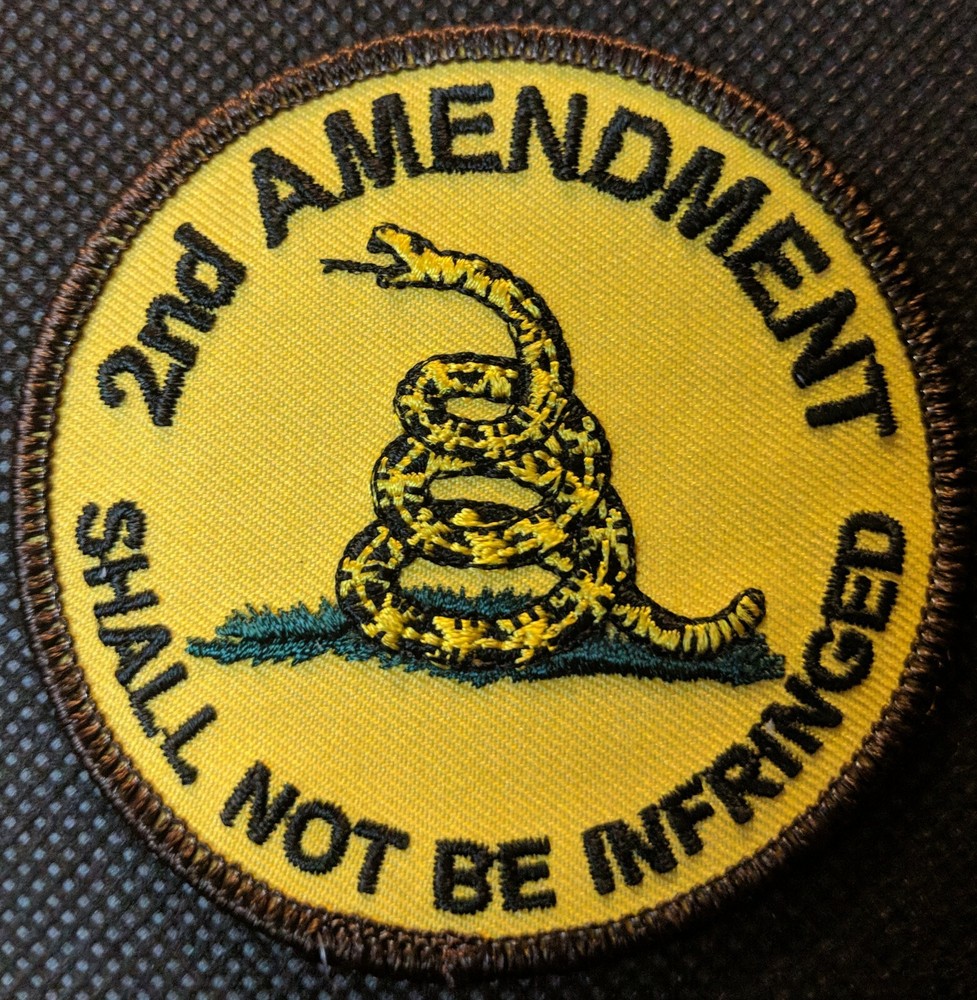 2nd AMENDMENT
SHALL NOT BE INFRINGED